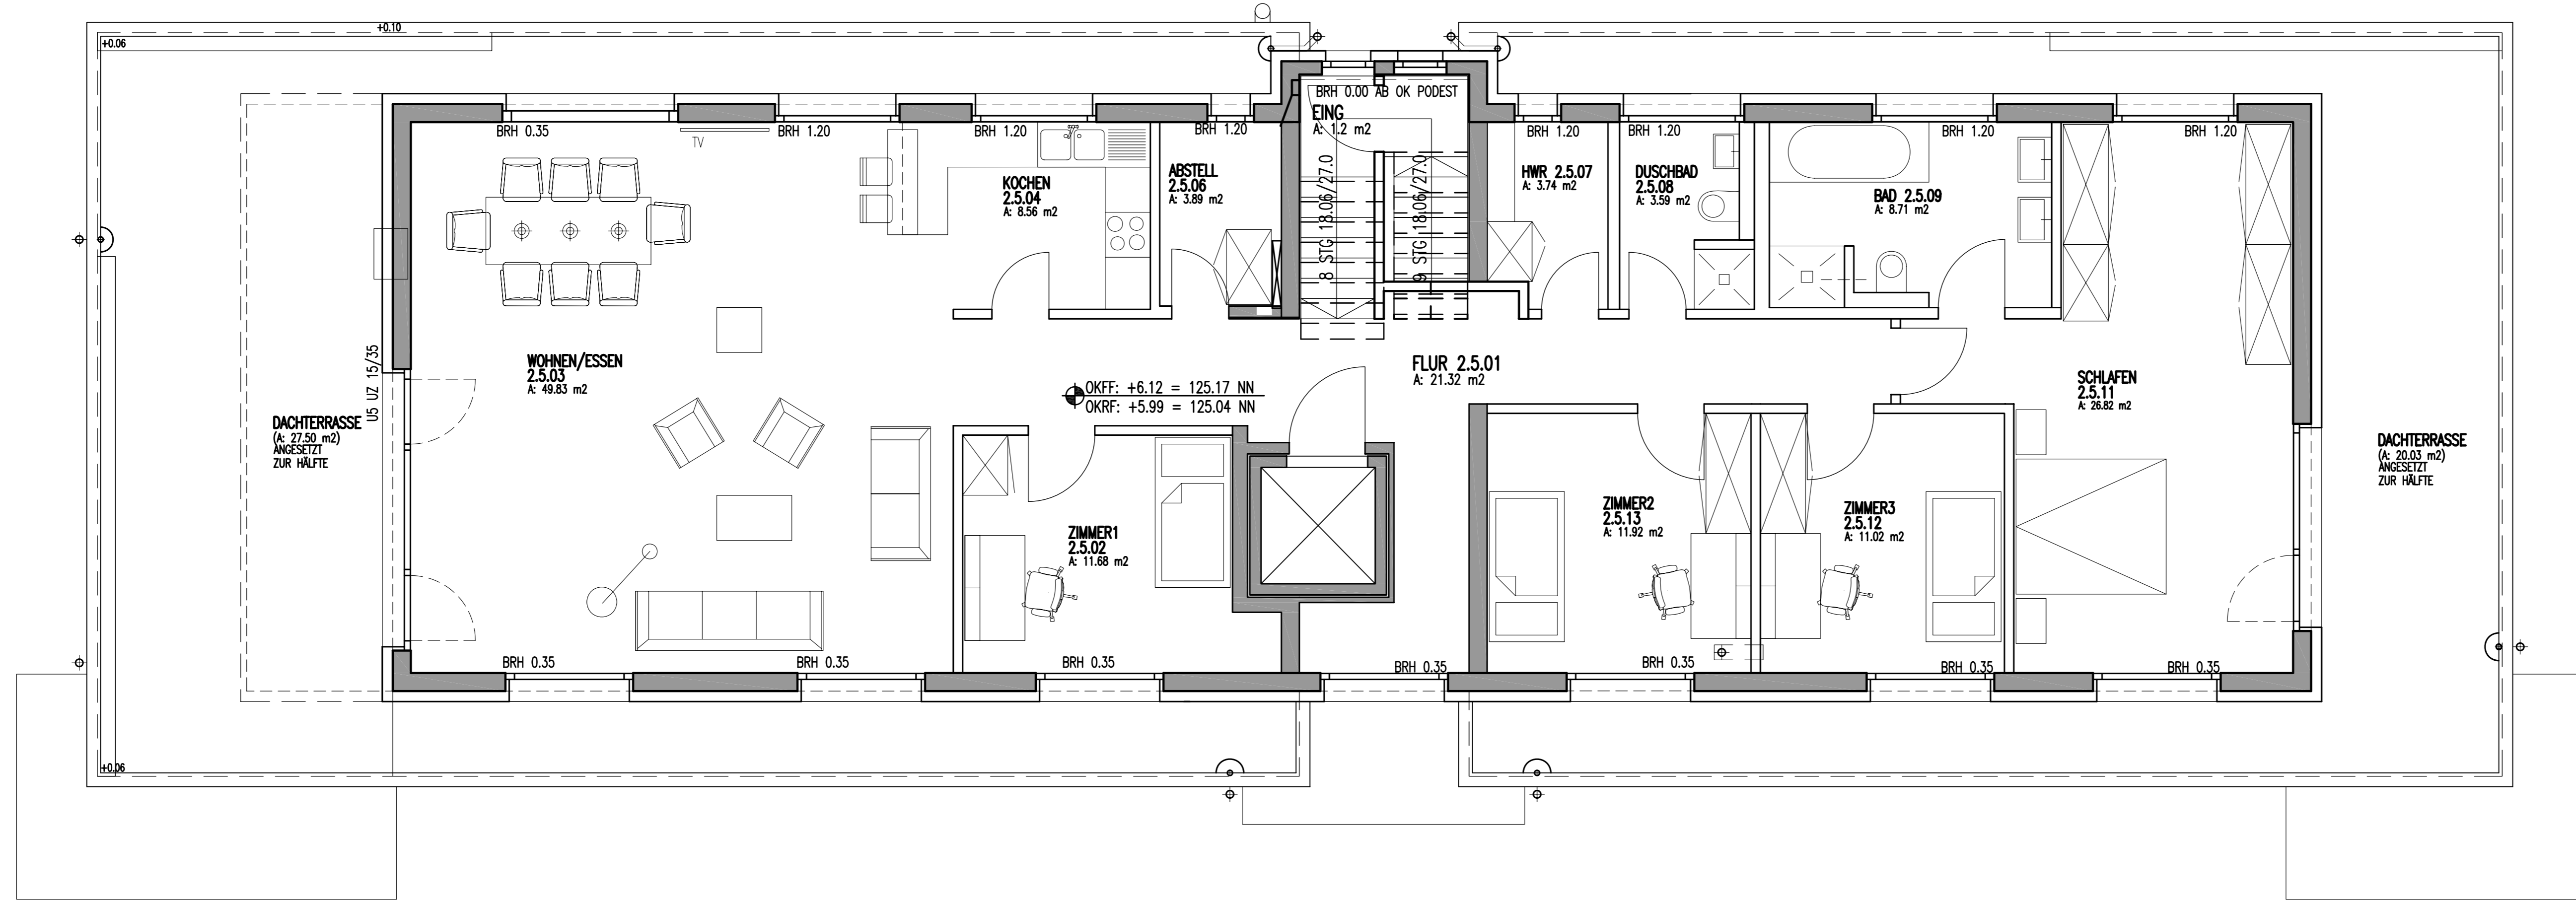 +0.10
+0.06
BRH 0.00 AB OK PODEST
EING
A: 1.2 m2
BRH 0.35
TV
BRH 1.20
BRH 1.20
BRH 1.20
BRH 1.20
BRH 1.20
BRH 1.20
BRH 1.20
KOCHEN
2.5.04
A: 8.56 m2
ABSTELL
2.5.06
A: 3.89 m2
8 STG 18.06/27.0
9 STG 18.06/27.0
HWR 2.5.07
A: 3.74 m2
DUSCHBAD
2.5.08
A: 3.59 m2
BAD 2.5.09
A: 8.71 m2
WOHNEN/ESSEN
2.5.03
A: 49.83 m2
U5 UZ 15/35
OKFF: +6.12 = 125.17 NN
OKRF: +5.99 = 125.04 NN
FLUR 2.5.01
A: 21.32 m2
SCHLAFEN
2.5.11
A: 26.82 m2
DACHTERRASSE
(A: 27.50 m2)
ANGESETZT
ZUR HÄLFTE
DACHTERRASSE
(A: 20.03 m2)
ANGESETZT
ZUR HÄLFTE
ZIMMER1
2.5.02
A: 11.68 m2
ZIMMER2
2.5.13
A: 11.92 m2
ZIMMER3
2.5.12
A: 11.02 m2
BRH 0.35
BRH 0.35
BRH 0.35
BRH 0.35
BRH 0.35
BRH 0.35
BRH 0.35
+0.06